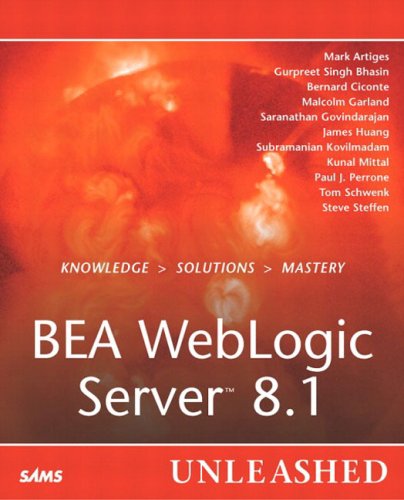 Mark Artiges
Gurpreet Singh Bhasin
Bernard Ciconte
Malcolm Garland
Saranathan Govindarajan
James Huang
Subramanian Kovilmadam
Kunal Mittal
Paul J. Perrone
Tom Schwenk
Steve Steffen
KNOWLEDGE > SOLUTIONS > MASTERY
BEA WebLogic
Server™ 8.1
SAMS
UNLEASHED